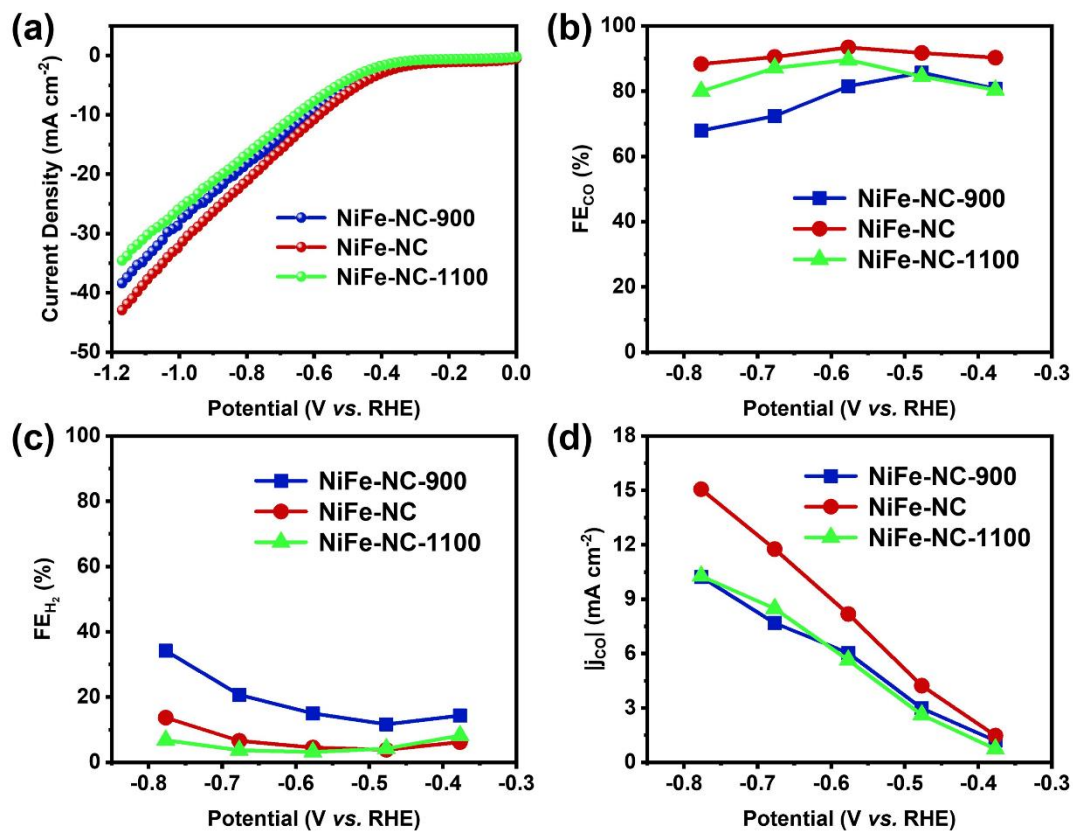 (a)
0
-10
-20
-30
-40
-50
Current Density (mA cm⁻²)
NiFe-NC-900
NiFe-NC
NiFe-NC-1100
-1.2 -1.0 -0.8 -0.6 -0.4 -0.2 0.0
Potential (V vs. RHE)
(b)
100
80
60
40
20
0
FE_CO (%)
NiFe-NC-900
NiFe-NC
NiFe-NC-1100
-0.8 -0.7 -0.6 -0.5 -0.4 -0.3
Potential (V vs. RHE)
(c)
100
80
60
40
20
0
FE_H₂ (%)
NiFe-NC-900
NiFe-NC
NiFe-NC-1100
-0.8 -0.7 -0.6 -0.5 -0.4 -0.3
Potential (V vs. RHE)
(d)
18
15
12
9
6
3
0
|j_CO| (mA cm⁻²)
NiFe-NC-900
NiFe-NC
NiFe-NC-1100
-0.8 -0.7 -0.6 -0.5 -0.4 -0.3
Potential (V vs. RHE)